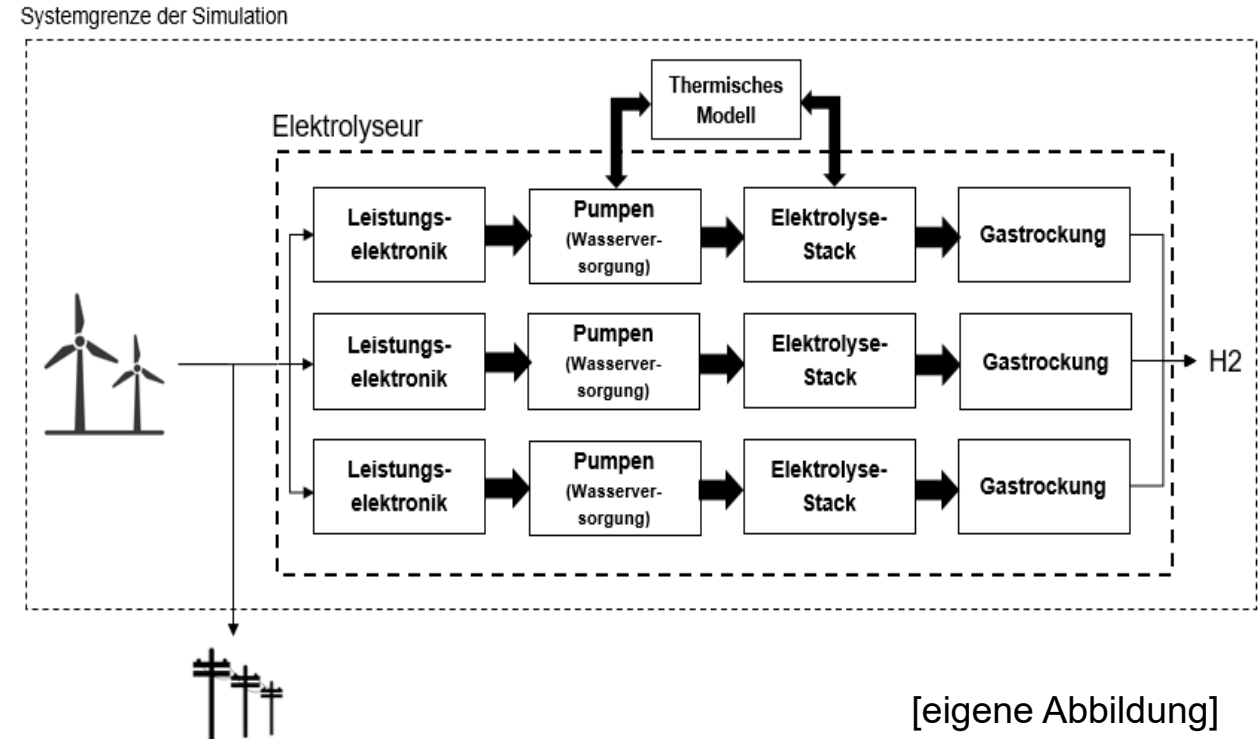 Systemgrenze der Simulation
Thermisches
Modell
Elektrolyseur
Leistungs-
elektronik
Pumpen
(Wasserver-
sorgung)
Elektrolyse-
Stack
Gastrockung
Leistungs-
elektronik
Pumpen
(Wasserver-
sorgung)
Elektrolyse-
Stack
Gastrockung
H2
Leistungs-
elektronik
Pumpen
(Wasserver-
sorgung)
Elektrolyse-
Stack
Gastrockung
[eigene Abbildung]